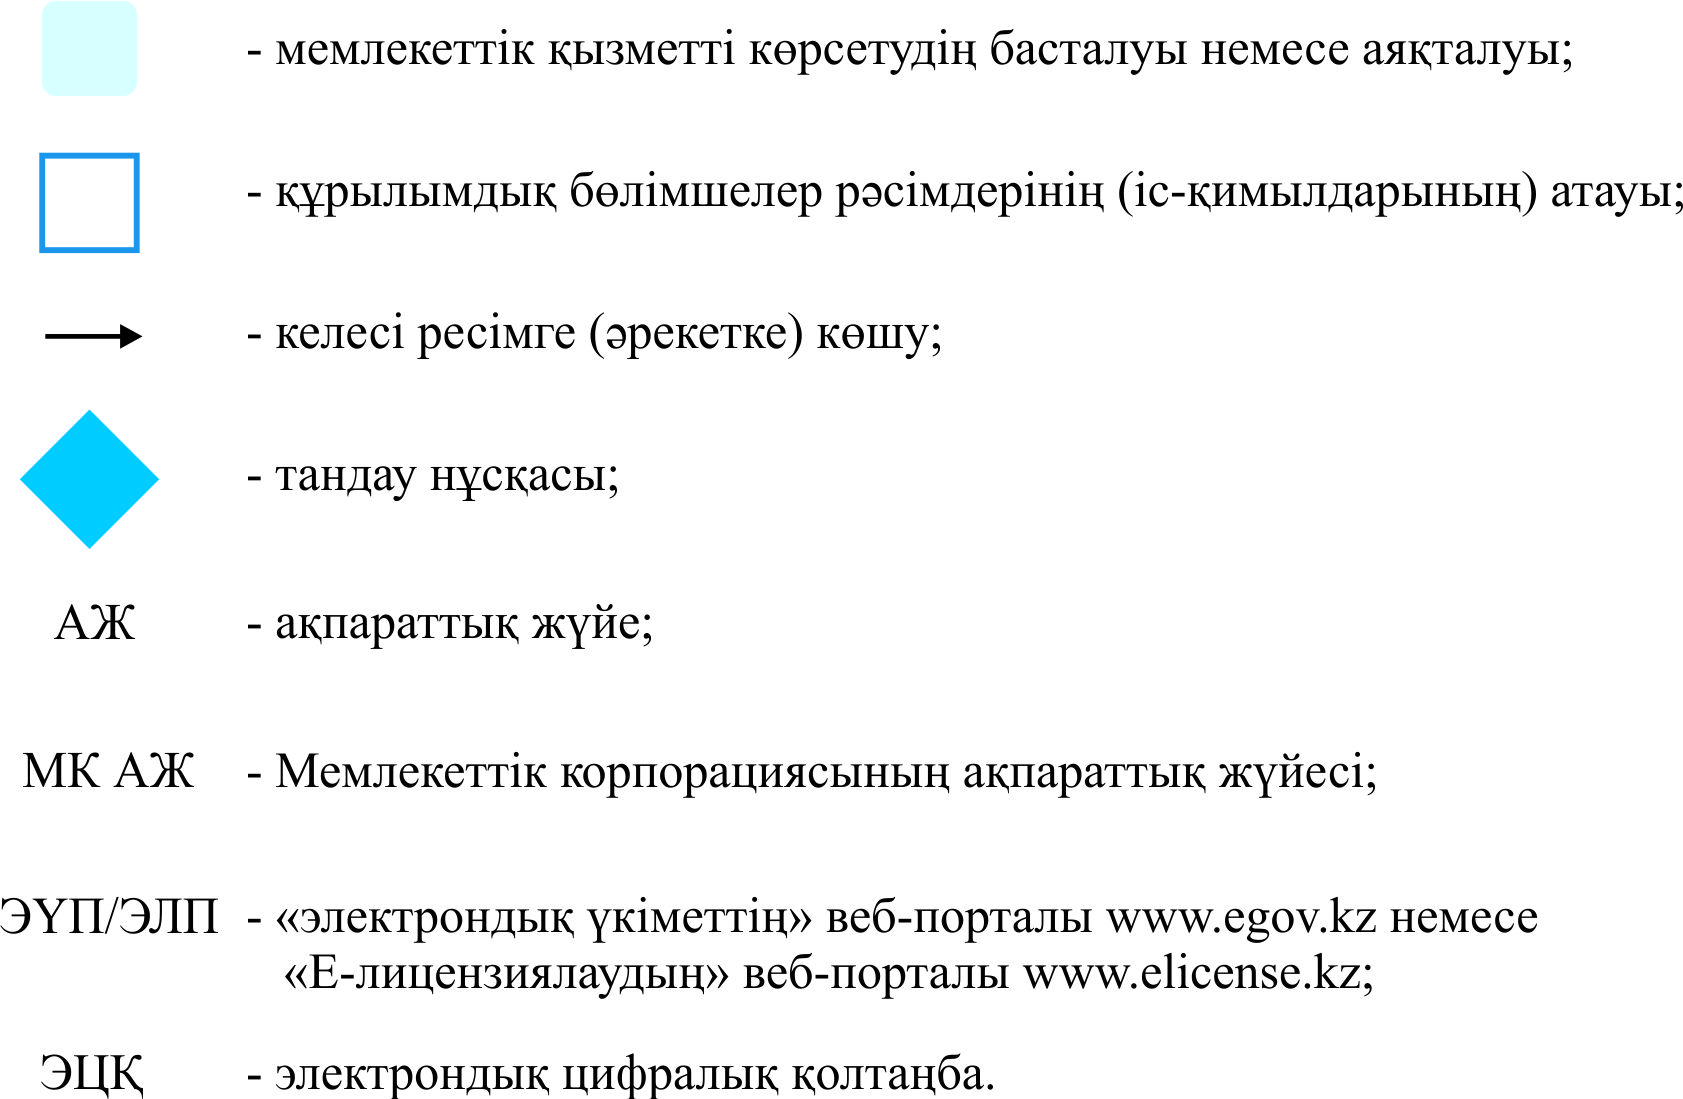 - мемлекеттік қызметті көрсетудің басталуы немесе аяқталуы;
- құрылымдық бөлімшелер рәсімдерінің (іс-қимылдарының) атауы;
- келесі ресімге (әрекетке) көшу;
- тандау нұсқасы;
АЖ - ақпараттық жүйе;
МК АЖ - Мемлекеттік корпорациясының ақпараттық жүйесі;
ЭҮП/ЭЛП - «электрондық үкіметтің» веб-порталы www.egov.kz немесе
«Е-лицензиялаудың» веб-порталы www.elicense.kz;
ЭЦҚ - электрондық цифралық қолтаңба.